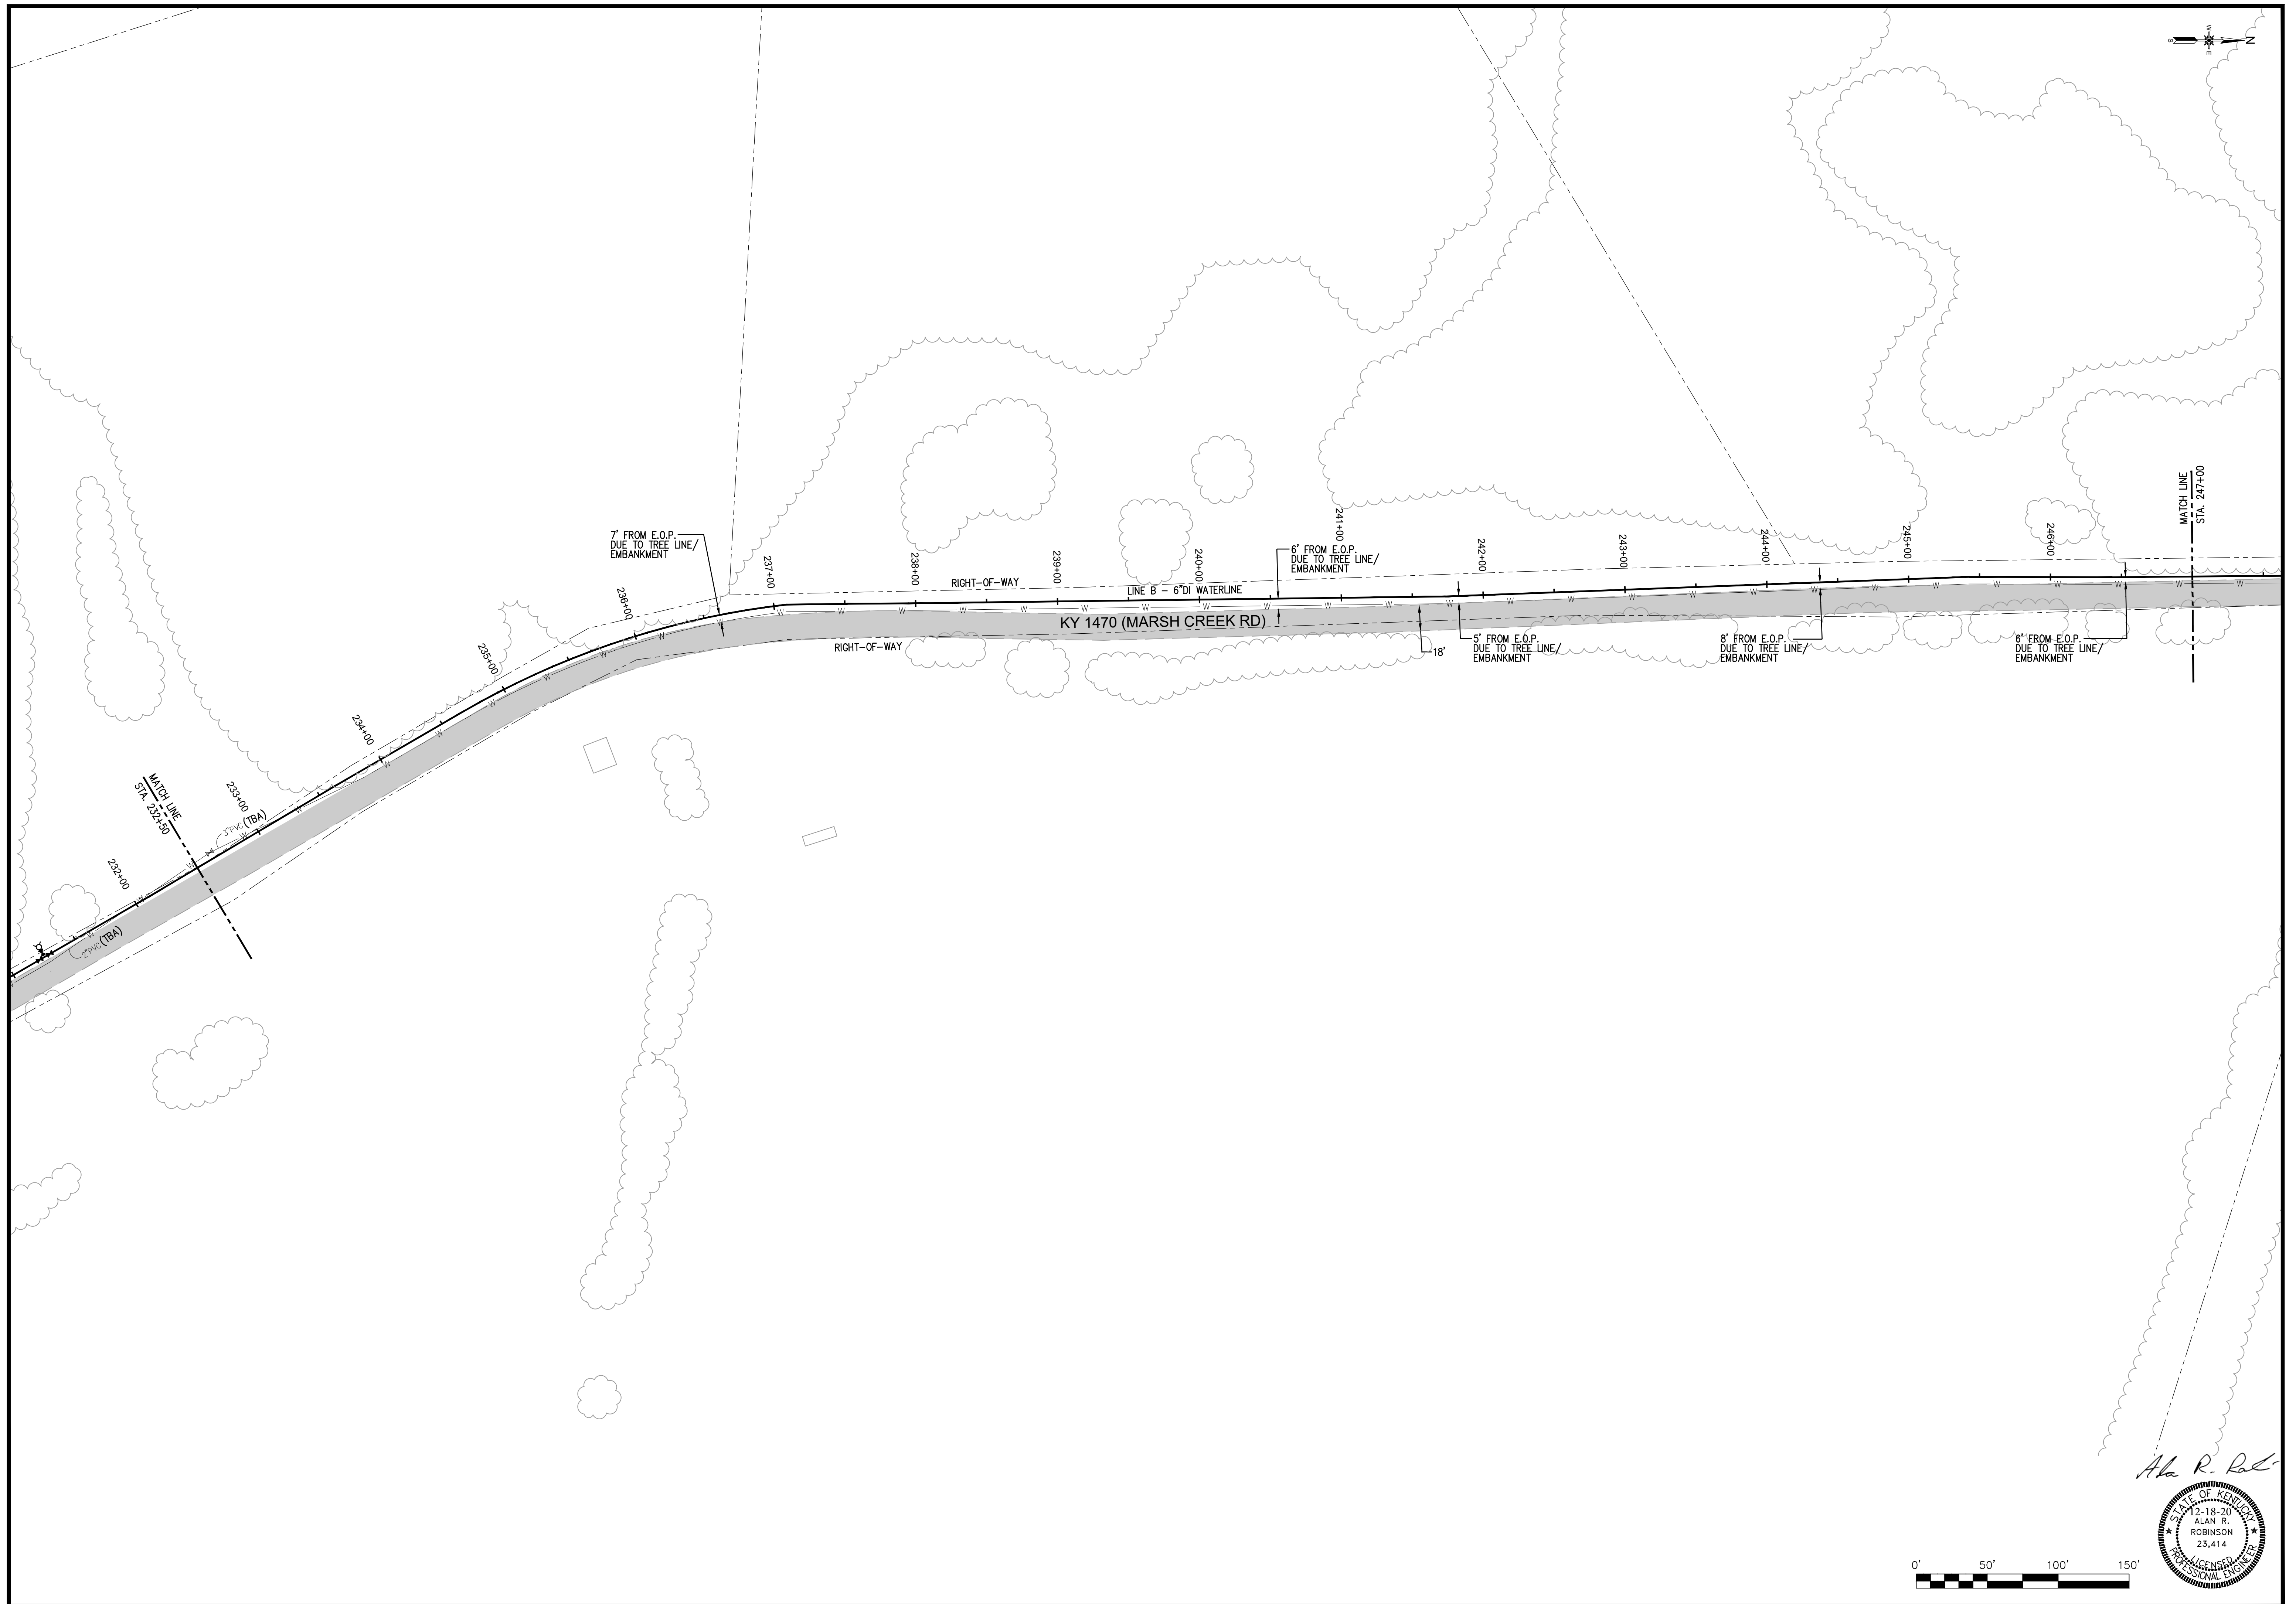 W
E
S
N
MATCH LINE
STA. 247+00
7' FROM E.O.P.
DUE TO TREE LINE/
EMBANKMENT
6' FROM E.O.P.
DUE TO TREE LINE/
EMBANKMENT
232+00
233+00
234+00
235+00
236+00
237+00
238+00
239+00
240+00
241+00
242+00
243+00
244+00
245+00
246+00
RIGHT-OF-WAY
LINE B - 6"DI WATERLINE
KY 1470 (MARSH CREEK RD)
RIGHT-OF-WAY
18'
5' FROM E.O.P.
DUE TO TREE LINE/
EMBANKMENT
8' FROM E.O.P.
DUE TO TREE LINE/
EMBANKMENT
6' FROM E.O.P.
DUE TO TREE LINE/
EMBANKMENT
MATCH LINE
STA. 232+50
3"PVC (TBA)
2"PVC (TBA)
STATE OF KENTUCKY
12-18-20
ALAN R.
ROBINSON
23,414
LICENSED
PROFESSIONAL ENGINEER
0' 50' 100' 150'